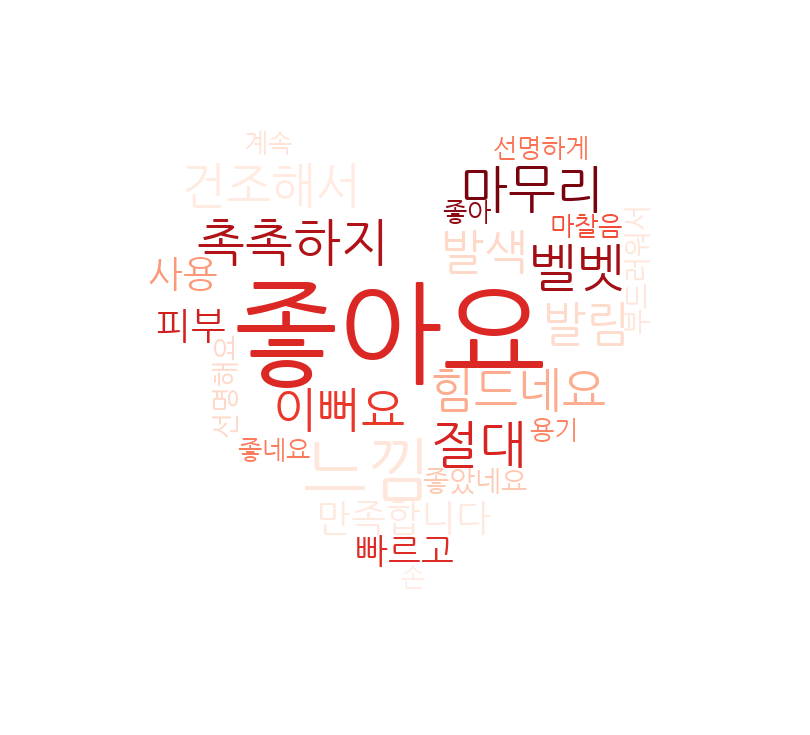 계속
선명하게
건조해서
마무리
좋아
촉촉하지
마찰음
발색
부드러워서
사용
벨벳
피부
좋아요
발림
선명해요
이뻐요
힘드네요
좋네요
절대
용기
느낌
좋았네요
만족합니다
빠르고
손